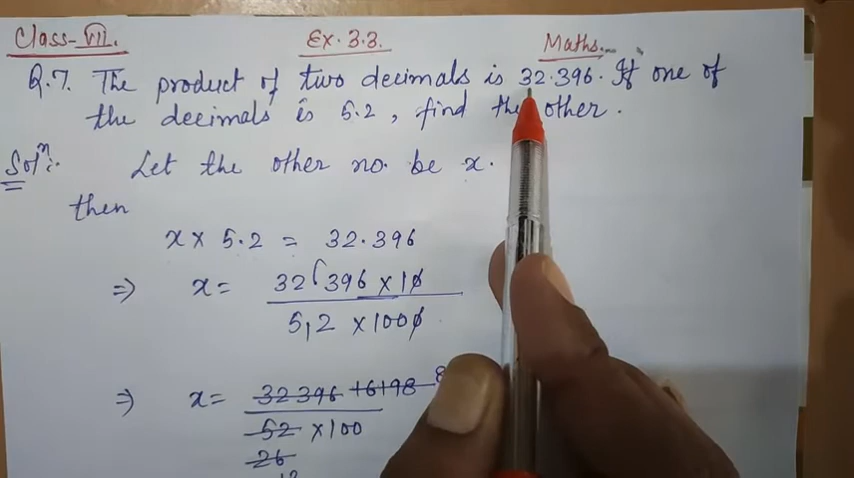 Class-VII. Ex. 3.3. Maths.
Q.7. The product of two decimals is 32.396. If one of
the decimals is 5.2, find the other.
Solⁿ:- Let the other no. be x.
then
x × 5.2 = 32.396
⇒ x = 32 396 × 10
5,2 × 1000
⇒ x = 32396 16198 8
52 × 100
26